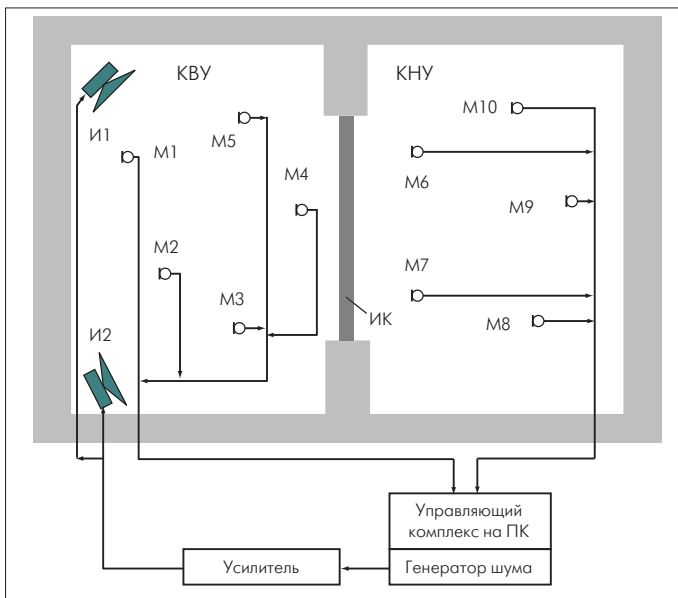 КВУ
КНУ
И1
М1
М5
М10
М4
М6
М9
М2
М3
М7
ИК
М8
И2
Управляющий
комплекс на ПК
Усилитель
Генератор шума